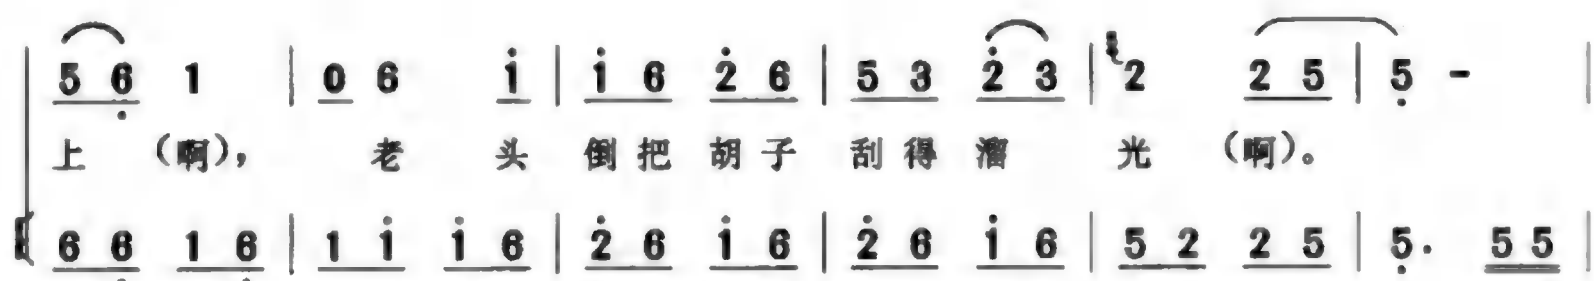 5 6̣ 1 | 0 6 i̇ | i̇ 6 2̇ 6 | 5 3 2̇ 3 | 2 2 5 | 5̣ - |
上 （啊）， 老 头 倒 把 胡 子 刮 得 溜 光 （啊）。
6 6̣ 1 6̣ | 1 i̇ i̇ 6 | 2̇ 6 i̇ 6 | 2̇ 6 i̇ 6 | 5 2 2 5 | 5̣· 5 5 |